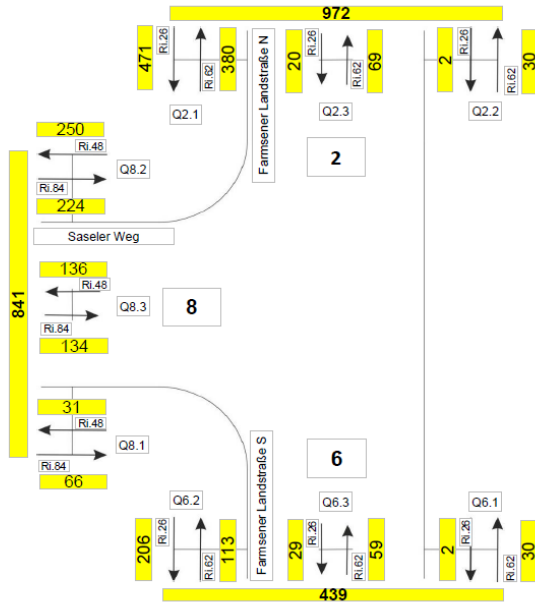 972
471
Ri.26
Ri.62
380
Farmsener Landstraße N
20
Ri.26
Ri.62
69
2
Ri.26
Ri.62
30
Q2.1
Q2.3
Q2.2
250
Ri.48
Q8.2
Ri.84
224
2
Saseler Weg
841
136
Ri.48
Q8.3
8
Ri.84
134
31
Ri.48
Q8.1
Ri.84
66
Farmsener Landstraße S
6
Q6.2
Q6.3
Q6.1
206
Ri.26
Ri.62
113
29
Ri.26
Ri.62
59
2
Ri.26
Ri.62
30
439